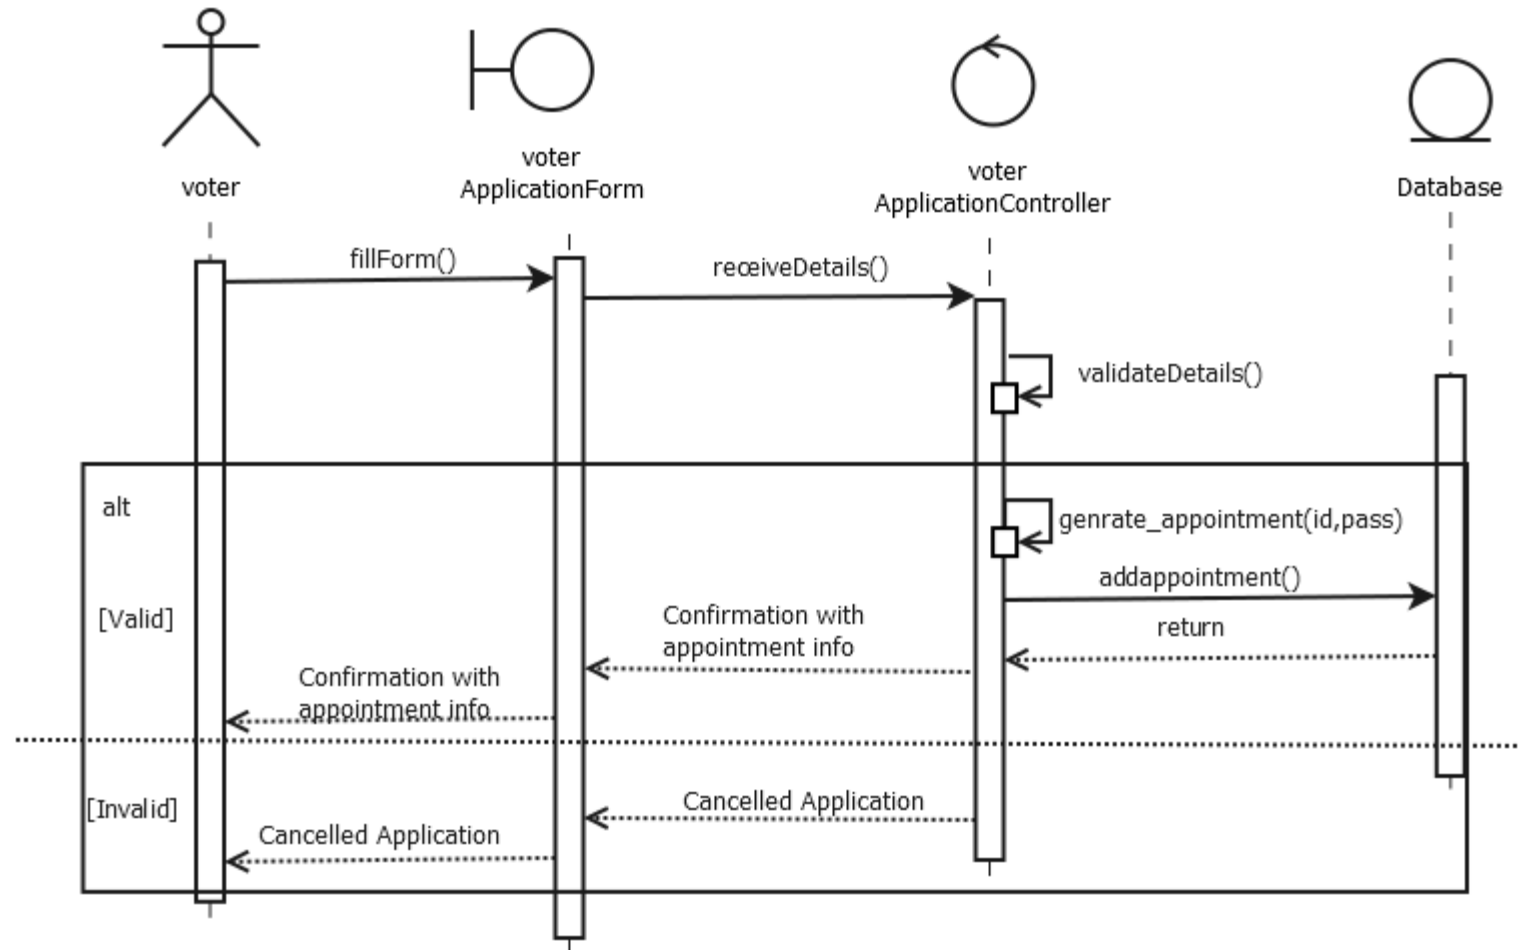 voter
voter
ApplicationForm
voter
ApplicationController
Database
fillForm()
receiveDetails()
validateDetails()
alt
genrate_appointment(id,pass)
addappointment()
[Valid]
Confirmation with
appointment info
return
Confirmation with
appointment info
[Invalid]
Cancelled Application
Cancelled Application